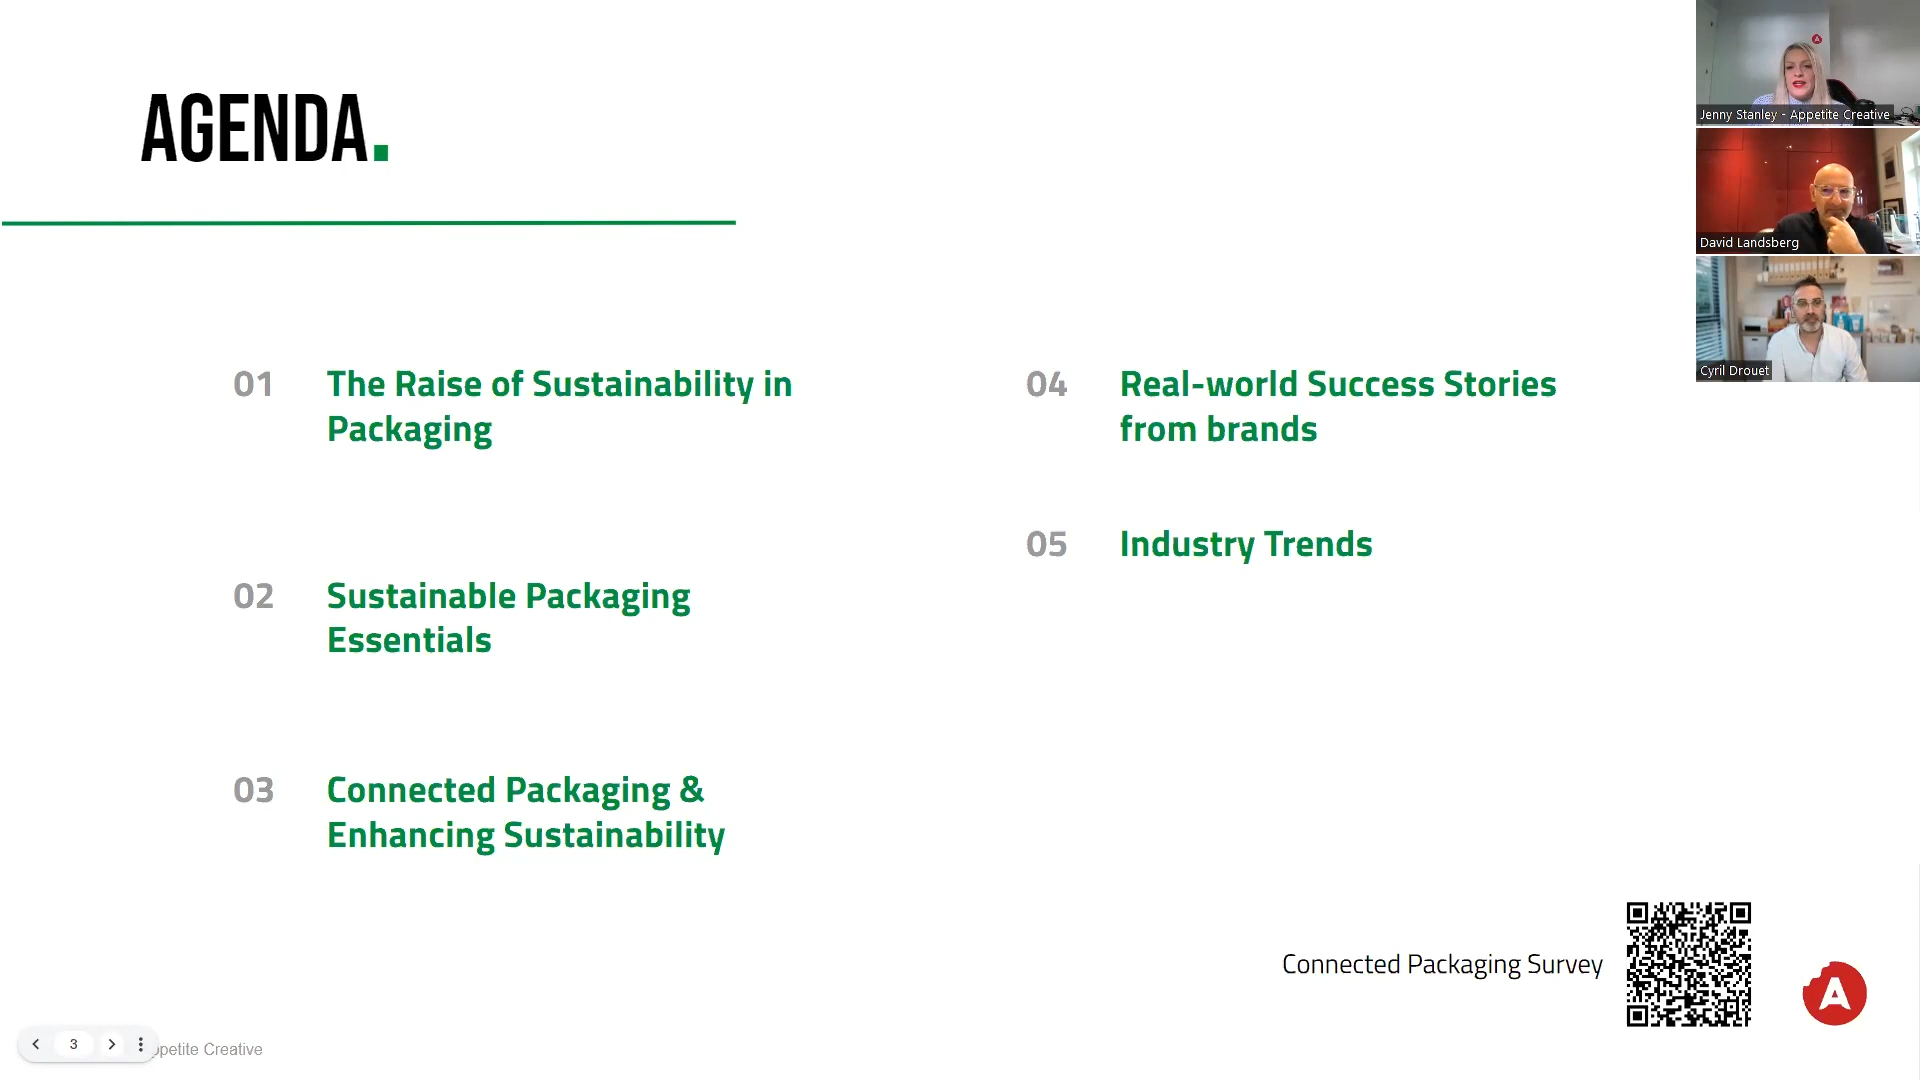 AGENDA.
01
The Raise of Sustainability in
Packaging
02
Sustainable Packaging
Essentials
03
Connected Packaging &
Enhancing Sustainability
04
Real-world Success Stories
from brands
05
Industry Trends
Connected Packaging Survey
A
3
ppetite Creative
Jenny Stanley - Appetite Creative
David Landsberg
Cyril Drouet